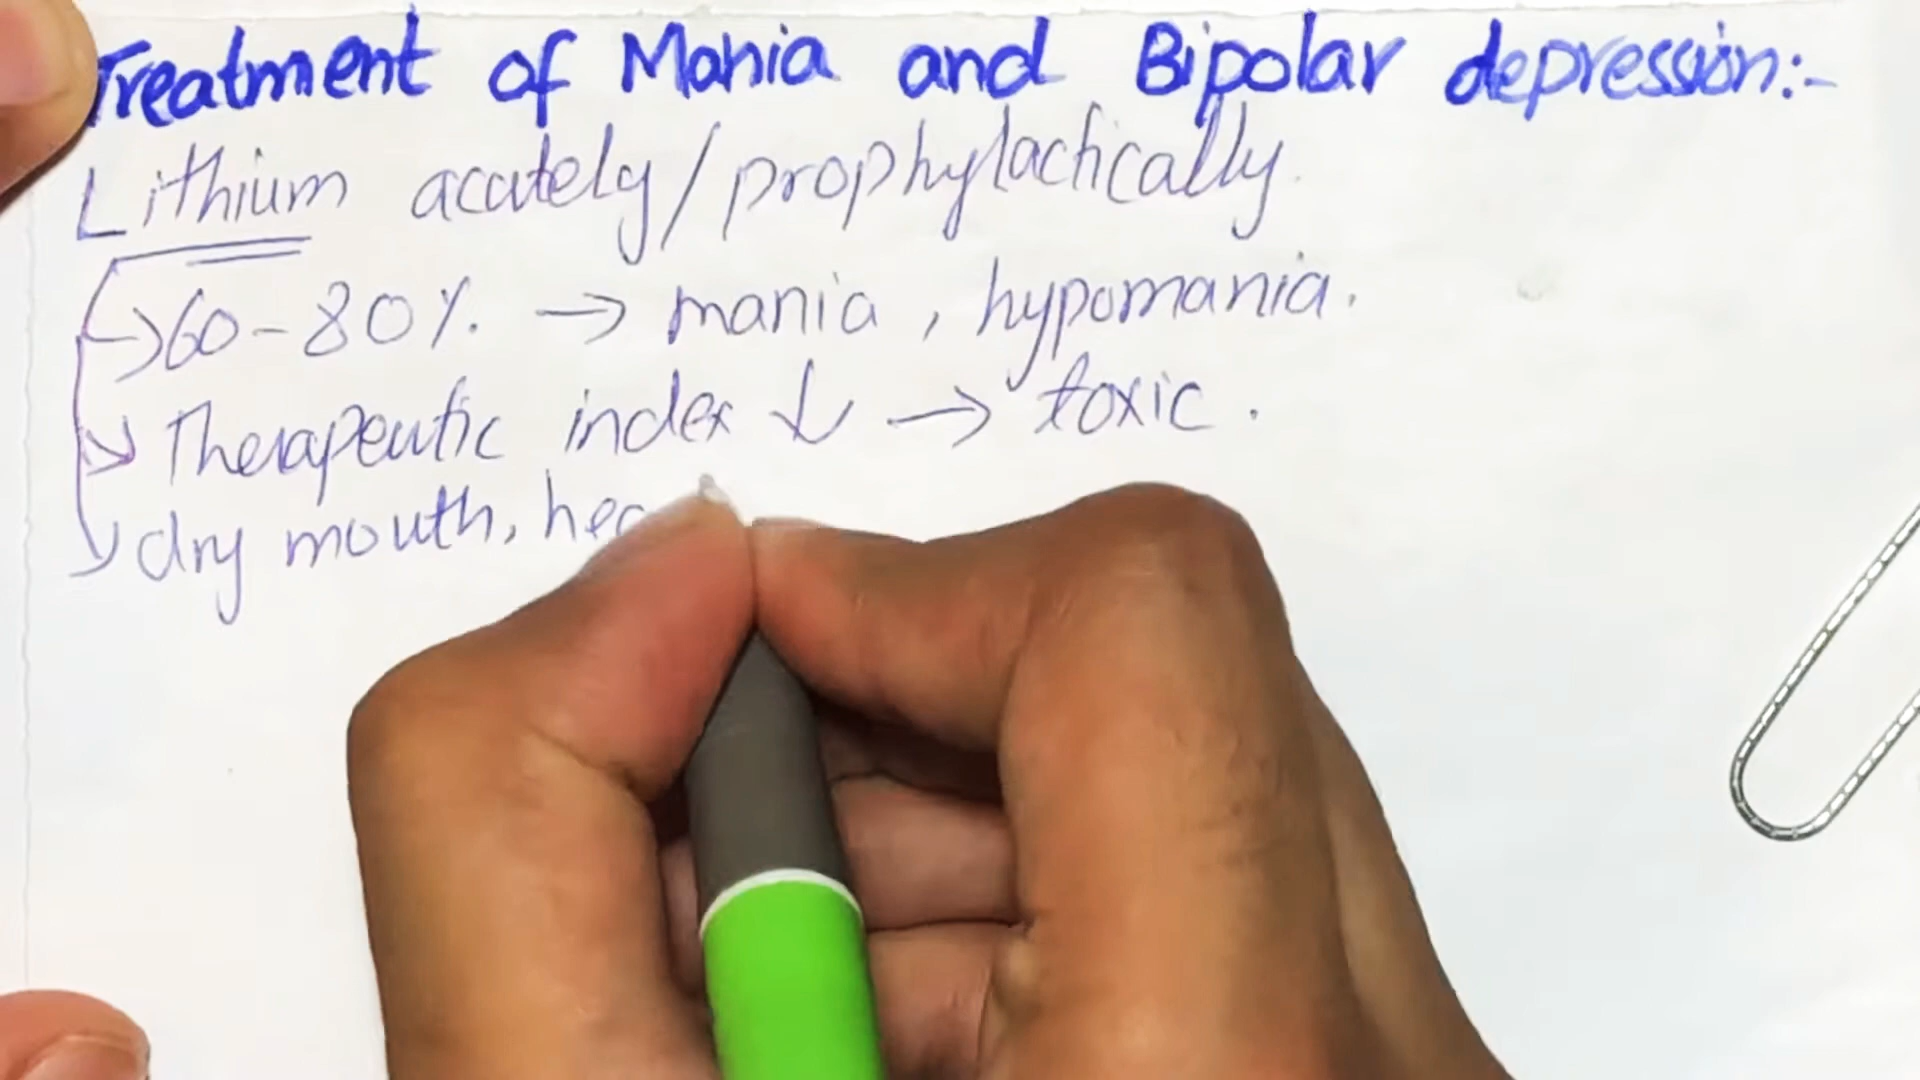 Treatment of Mania and Bipolar depression:-
Lithium acutely/prophylactically.
→ 60-80% → mania, hypomania.
→ Therapeutic index ↓ → toxic.
→ dry mouth,